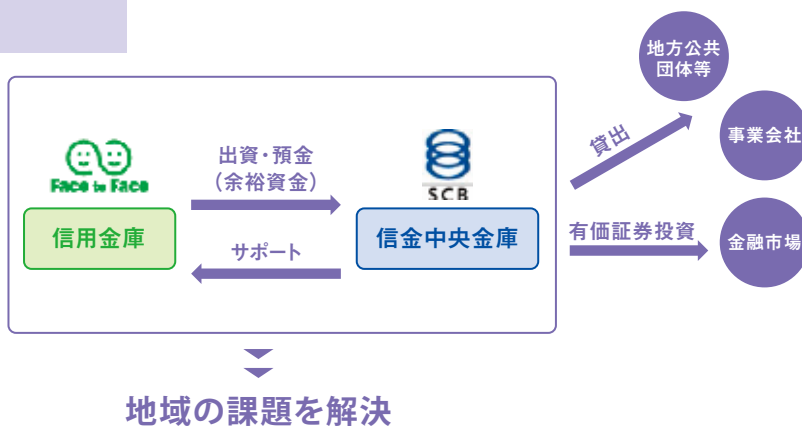 地方公共
団体等
事業会社
貸出
Face to Face
出資・預金
(余裕資金)
SCB
信用金庫
信金中央金庫
サポート
有価証券投資
金融市場
地域の課題を解決